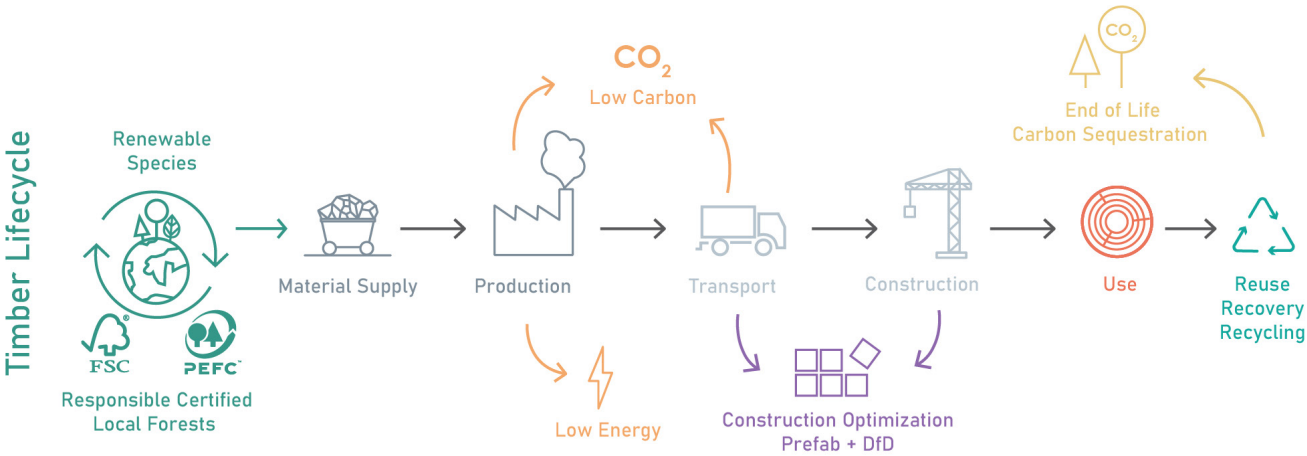 Timber Lifecycle
Renewable
Species
FSC®
PEFC™
Responsible Certified
Local Forests
Material Supply
Production
CO2
Low Carbon
Low Energy
Transport
Construction
Construction Optimization
Prefab + DfD
Use
CO2
End of Life
Carbon Sequestration
Reuse
Recovery
Recycling